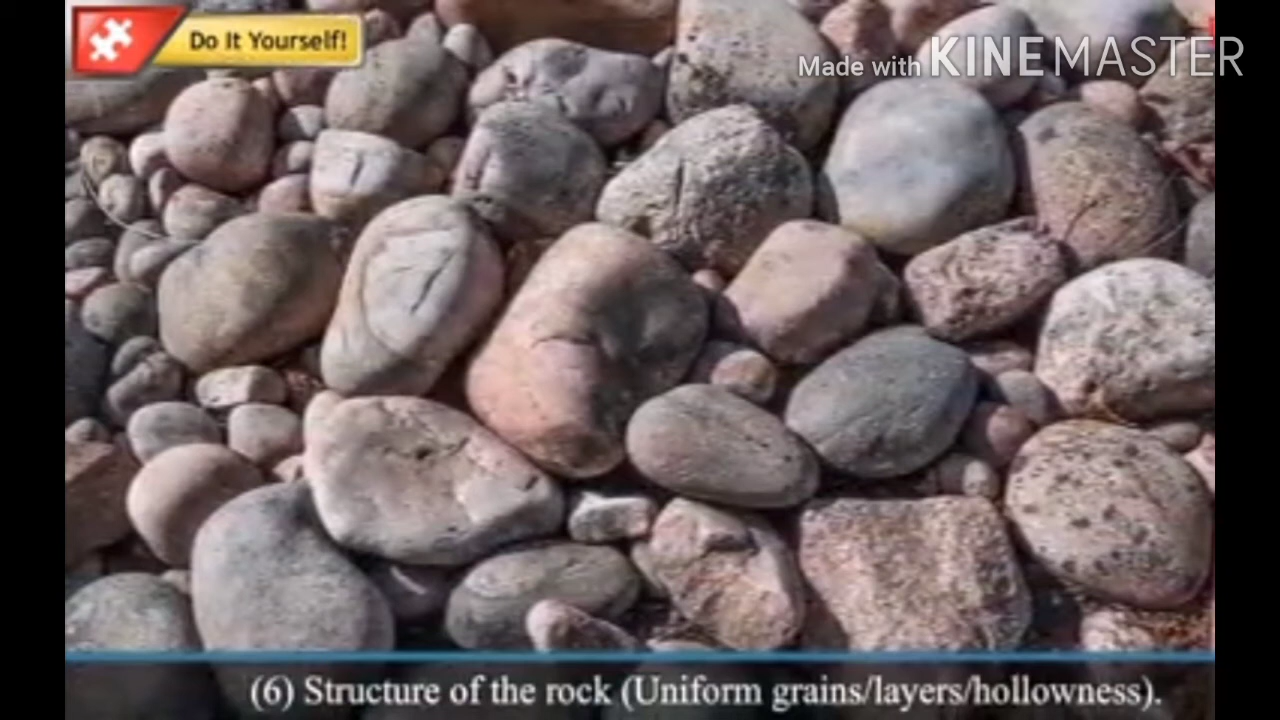 Do It Yourself!
Made with KINEMASTER
(6) Structure of the rock (Uniform grains/layers/hollowness).